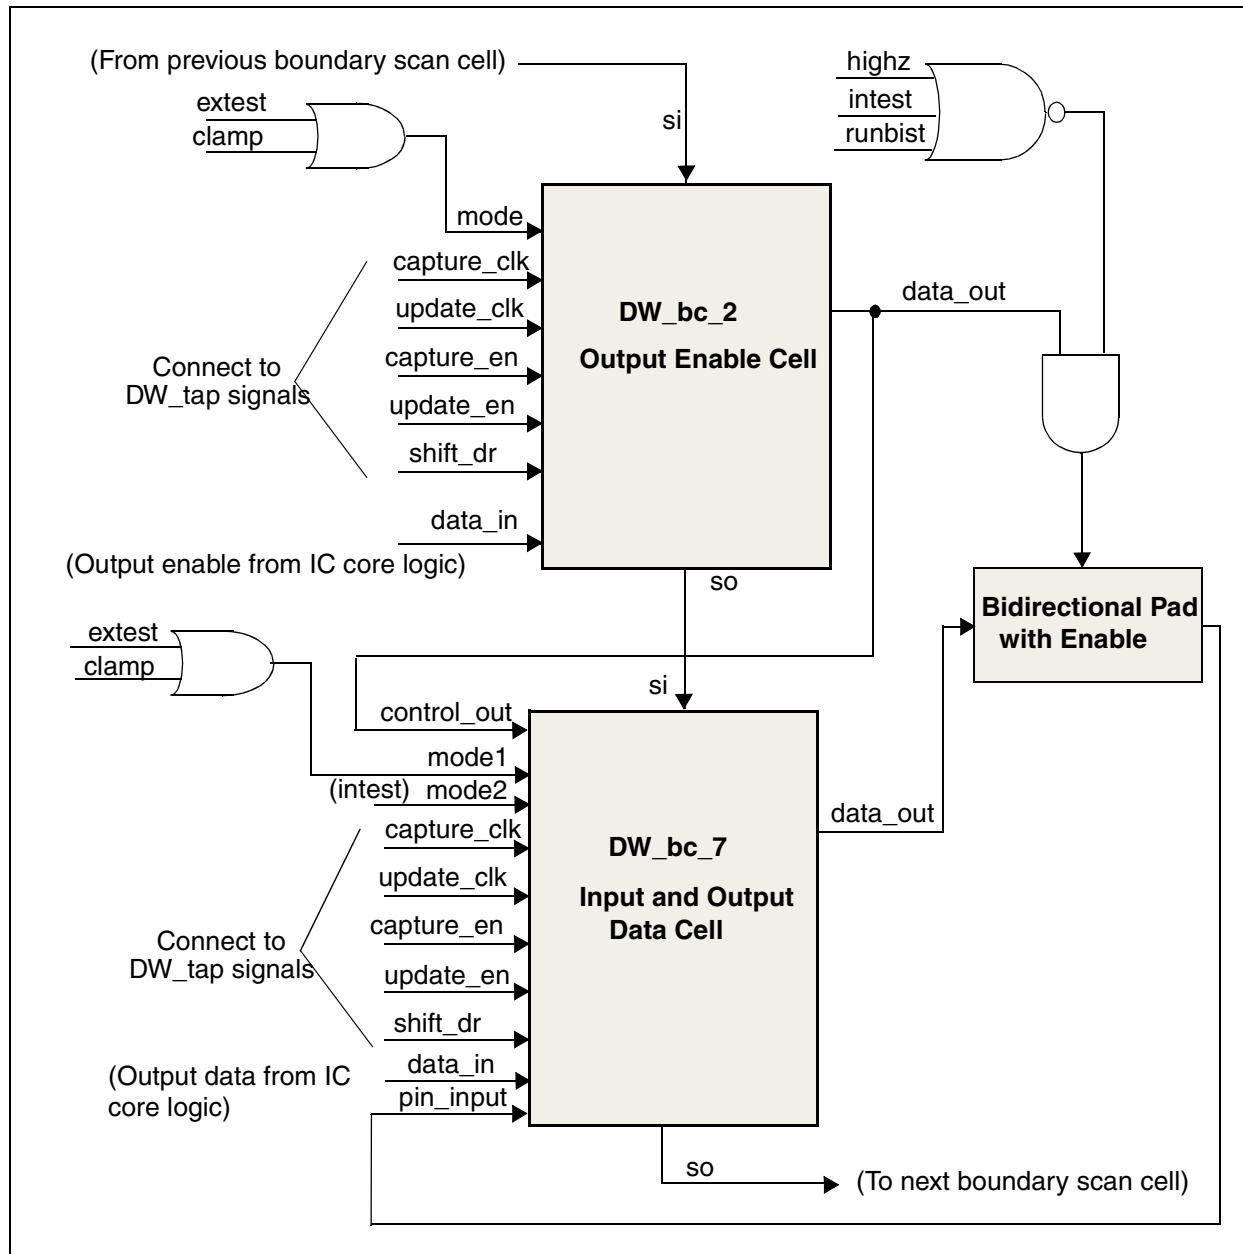 (From previous boundary scan cell)
si
highz
intest
runbist
extest
clamp
mode
capture_clk
update_clk
capture_en
update_en
shift_dr
data_in
Connect to
DW_tap signals
(Output enable from IC core logic)
DW_bc_2
Output Enable Cell
data_out
so
Bidirectional Pad
with Enable
extest
clamp
si
control_out
mode1
(intest) mode2
capture_clk
update_clk
capture_en
update_en
shift_dr
data_in
pin_input
Connect to
DW_tap signals
(Output data from IC
core logic)
DW_bc_7
Input and Output
Data Cell
data_out
so
(To next boundary scan cell)